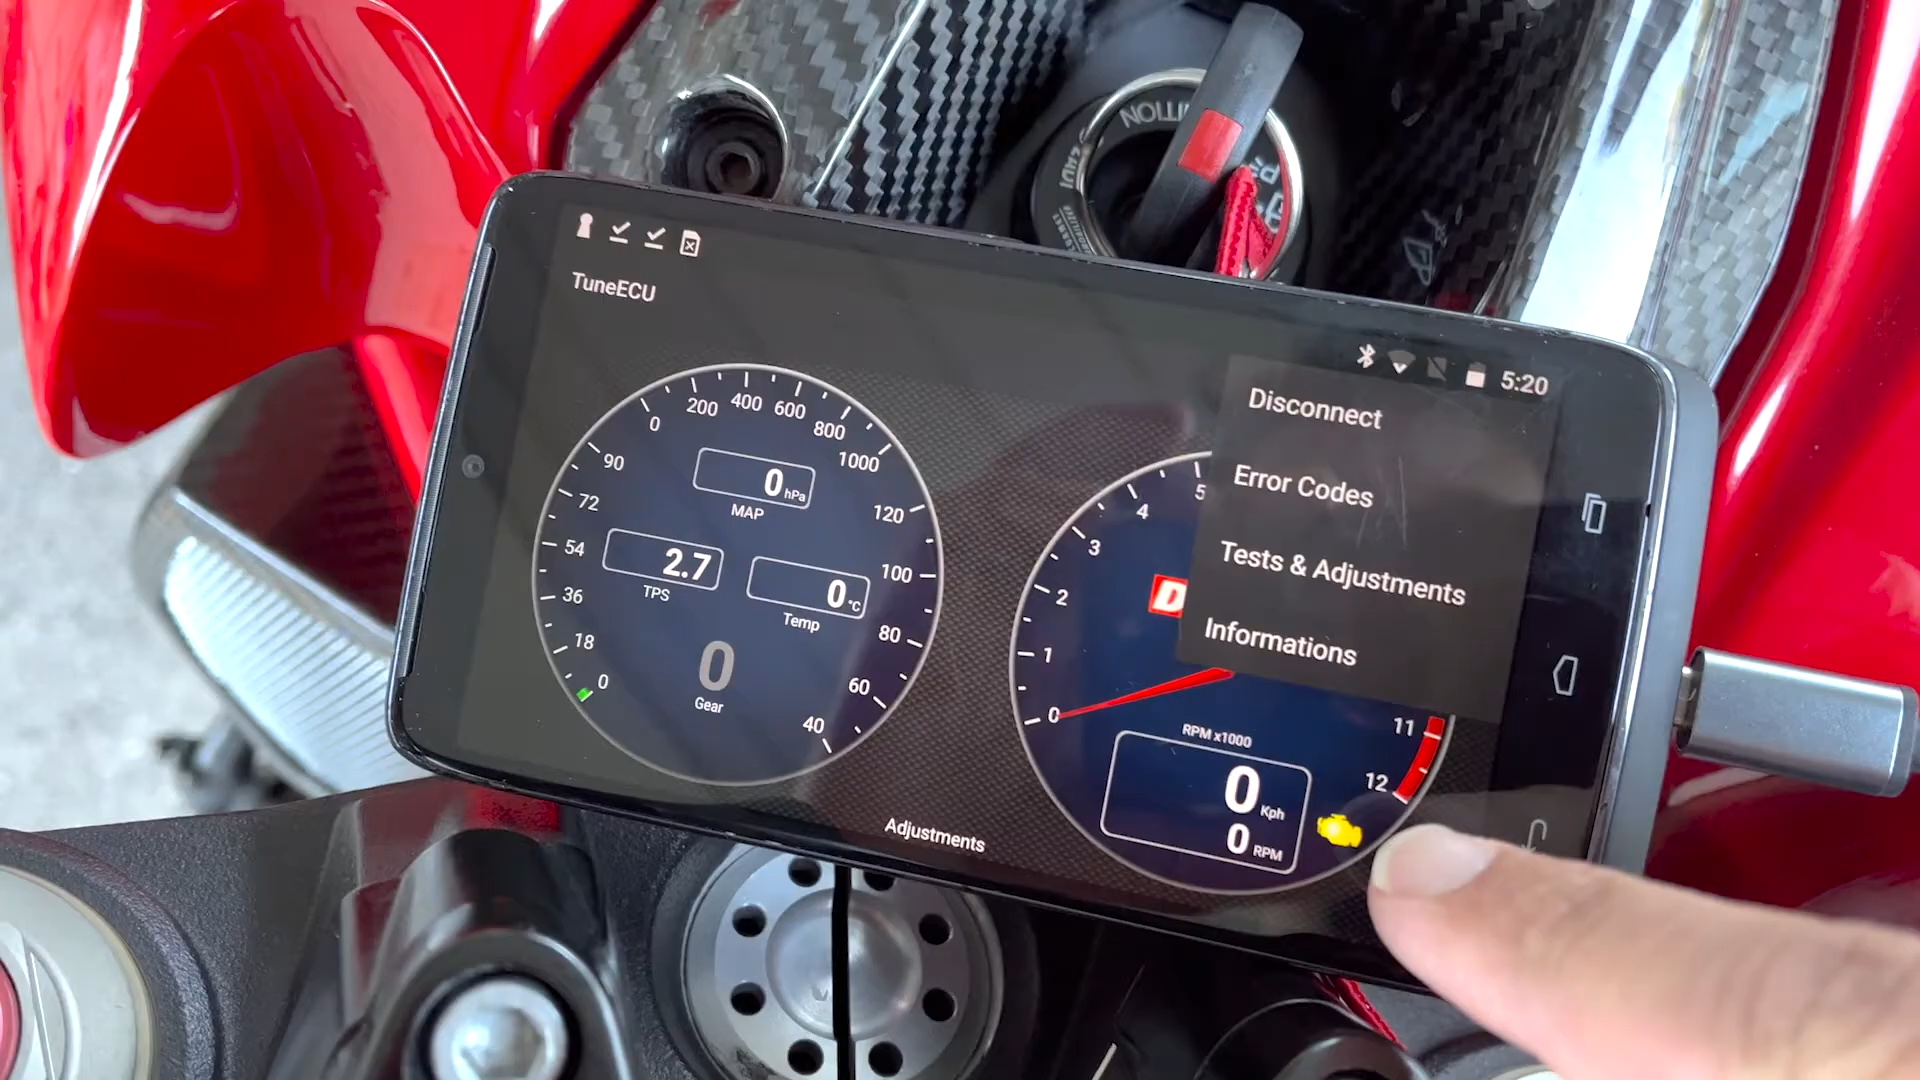 TuneECU
5:20
Disconnect
Error Codes
Tests & Adjustments
Informations
0 200 400 600 800 1000
0 hPa
MAP
90
72
54
36
18
0
2.7
TPS
0 °C
Temp
120
100
80
60
40
0
Gear
5
4
3
2
1
0
D
11
12
RPM x1000
0 Kph
0 RPM
Adjustments